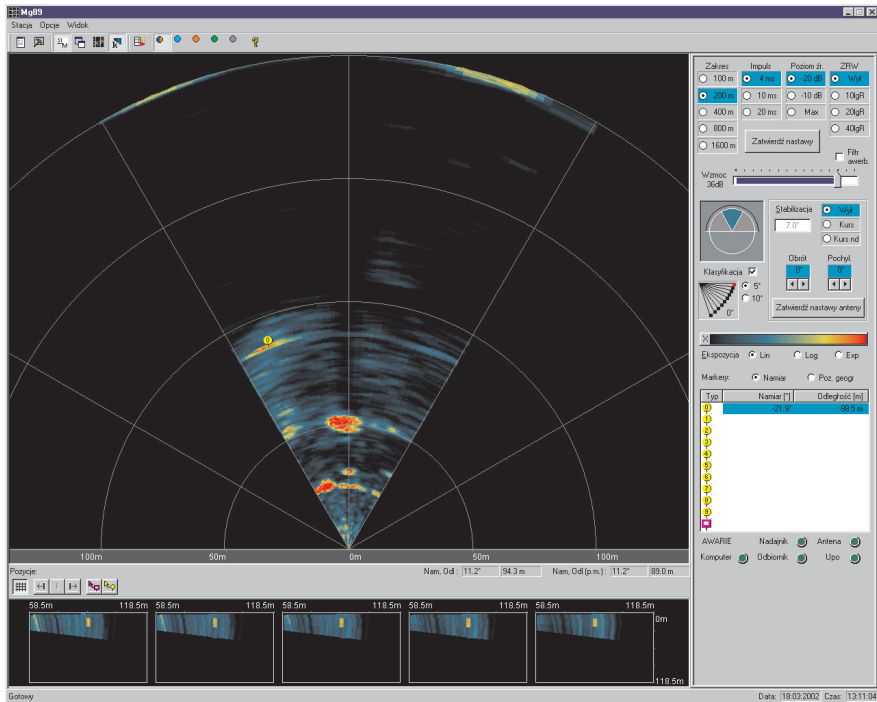 Mg89
Stacja Opcje Widok
Zakres Impuls Poziom źr. ZRW
100 m 4 ms -20 dB Wył
200 m 10 ms -10 dB 10lgR
400 m 20 ms Max 20lgR
800 m 40lgR
1600 m Zatwierdź nastawy
Filtr
awerb.
Wzmoc
36dB
Stabilizacja Wył
7.0° Kurs
Kurs nd
Obrót Pochyl.
0° 0°
Klasyfikacja
5°
10°
0°
Zatwierdź nastawy anteny
X
Ekspozycja Lin Log Exp
Markery: Namiar Poz. geogr
Typ Namiar [°] Odległość [m]
0 -21.9° 88.5 m
1
2
3
4
5
6
7
8
9
AWARIE Nadajnik Antena
Komputer Odbiornik Upo
0
100m 50m 0m 50m 100m
Pozycje: Nam, Odl : 11.2° 94.3 m Nam, Odl (p.m.) : 11.2° 89.0 m
58.5m 118.5m 58.5m 118.5m 58.5m 118.5m 58.5m 118.5m 58.5m 118.5m
0m
118.5m
Gotowy Data: 18:03:2002 Czas: 13:11:04